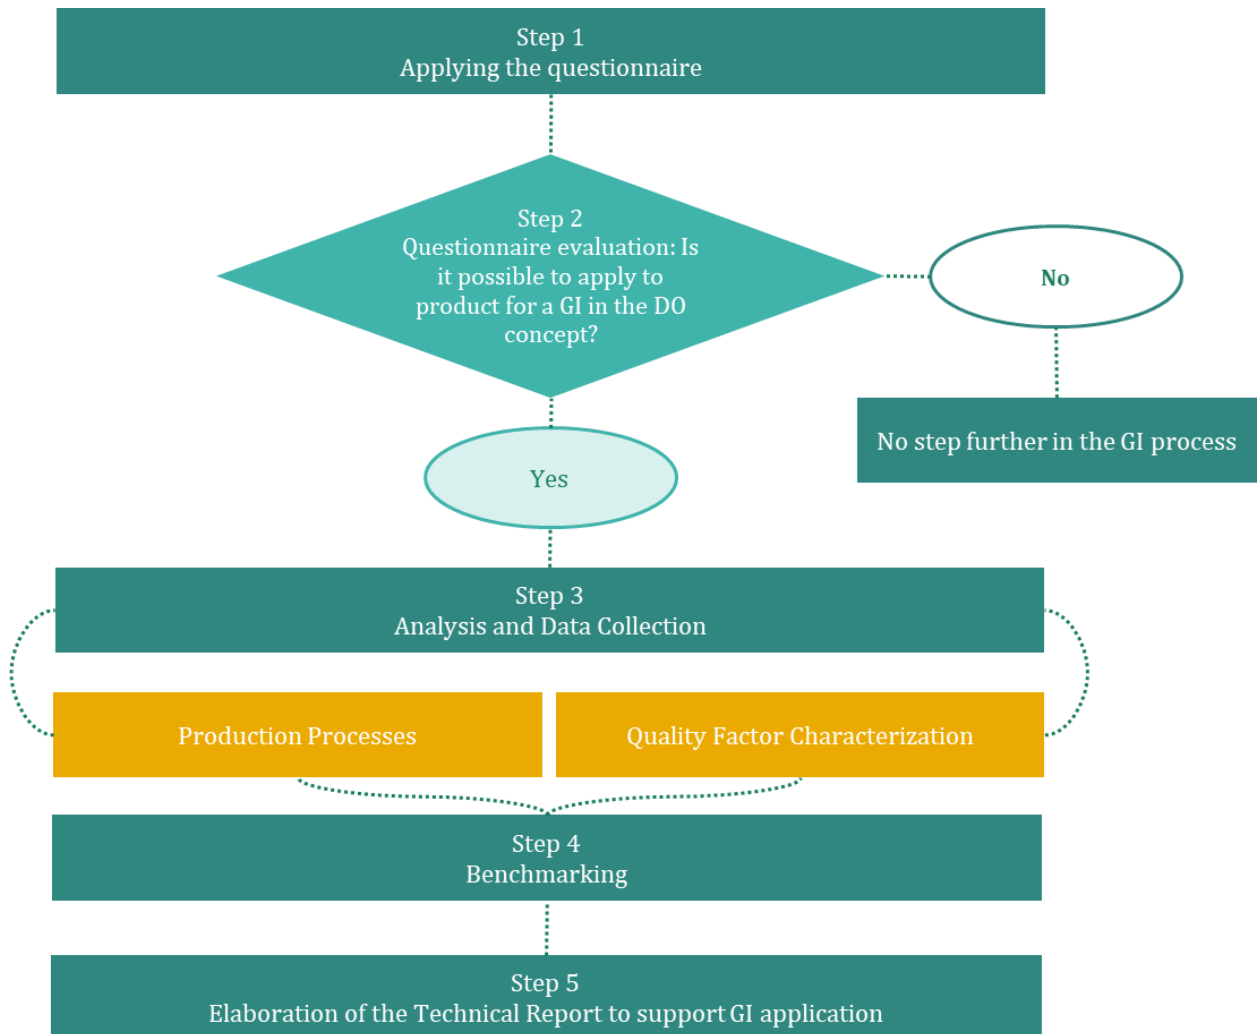 Step 1
Applying the questionnaire
Step 2
Questionnaire evaluation: Is
it possible to apply to
product for a GI in the DO
concept?
No
No step further in the GI process
Yes
Step 3
Analysis and Data Collection
Production Processes
Quality Factor Characterization
Step 4
Benchmarking
Step 5
Elaboration of the Technical Report to support GI application